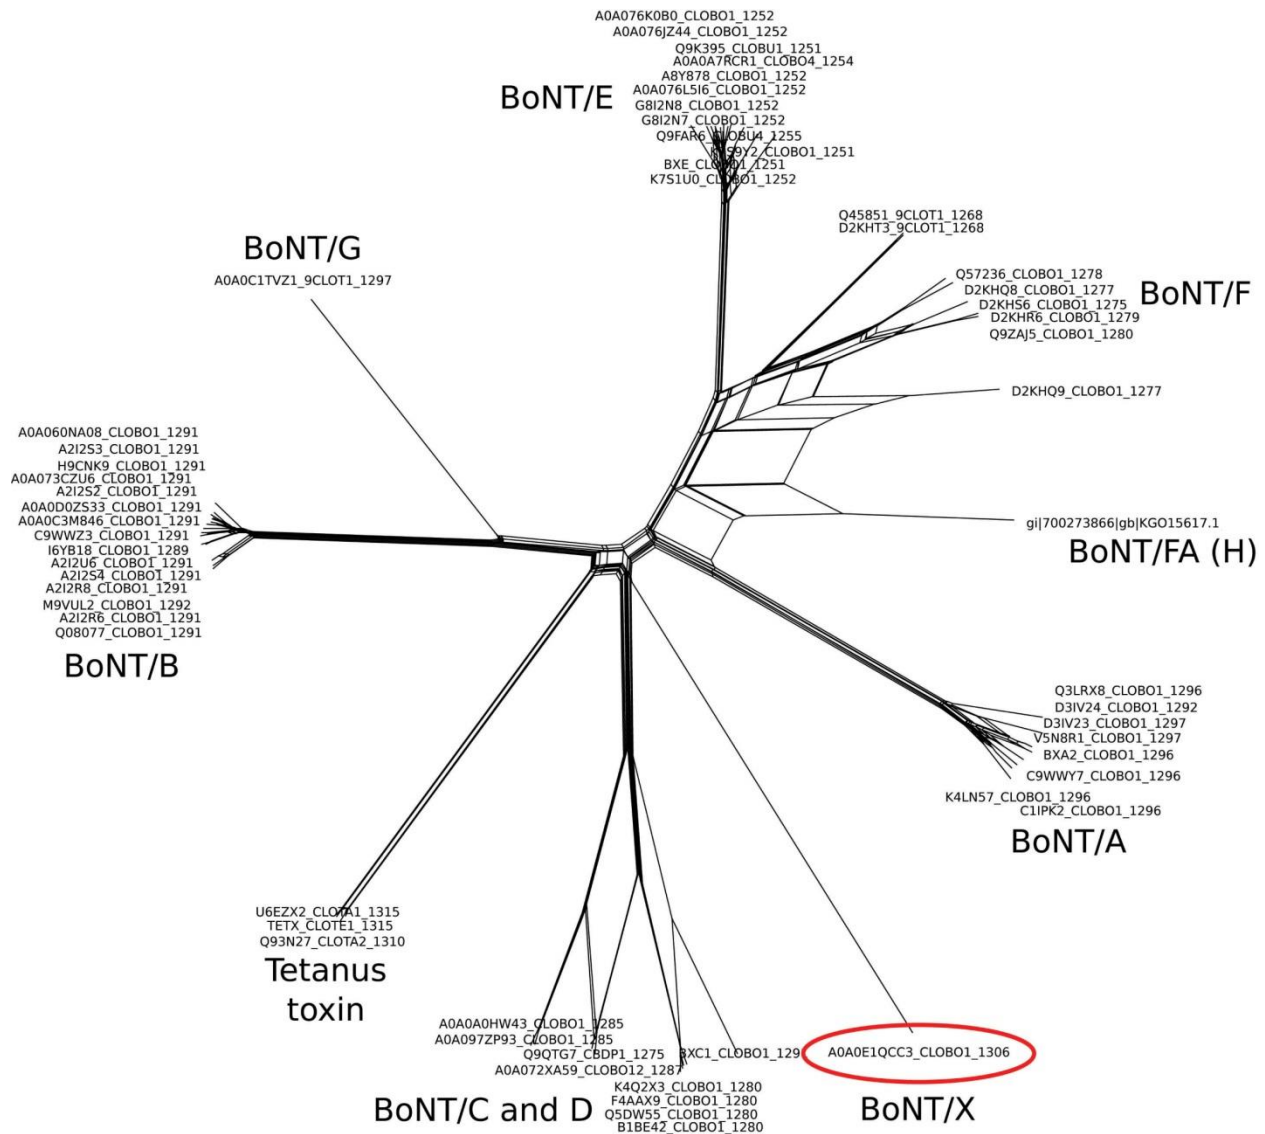 A0A076K0B0_CLOBO1_1252
A0A076JZ44_CLOBO1_1252
Q9K395_CLOBU1_1251
A0A0A7RCR1_CLOBO4_1254
A8Y878_CLOBO1_1252
A0A076L5I6_CLOBO1_1252
G8I2N8_CLOBO1_1252
G8I2N7_CLOBO1_1252
Q9FAR6_CLOBU4_1255
BXE_CLOBO1_1251
K7S1U0_CLOBO1_1252
BoNT/E
Q45851_9CLOT1_1268
D2KHT3_9CLOT1_1268
BoNT/G
A0A0C1TVZ1_9CLOT1_1297
Q57236_CLOBO1_1278
D2KHQ8_CLOBO1_1277
D2KHS6_CLOBO1_1275
D2KHR6_CLOBO1_1279
Q9ZAJ5_CLOBO1_1280
BoNT/F
D2KHQ9_CLOBO1_1277
A0A060NA08_CLOBO1_1291
A2I2S3_CLOBO1_1291
H9CNK9_CLOBO1_1291
A0A073CZU6_CLOBO1_1291
A2I2S2_CLOBO1_1291
A0A0D0ZS33_CLOBO1_1291
A0A0C3M846_CLOBO1_1291
C9WWZ3_CLOBO1_1291
I6YB18_CLOBO1_1289
A2I2U6_CLOBO1_1291
A2I2S4_CLOBO1_1291
A2I2R8_CLOBO1_1291
M9VUL2_CLOBO1_1292
A2I2R6_CLOBO1_1291
Q08077_CLOBO1_1291
BoNT/B
gi|700273866|gb|KGO15617.1
BoNT/FA (H)
Q3LRX8_CLOBO1_1296
D3IV24_CLOBO1_1292
D3IV23_CLOBO1_1297
V5N8R1_CLOBO1_1297
BXA2_CLOBO1_1296
C9WWY7_CLOBO1_1296
K4LN57_CLOBO1_1296
C1IPK2_CLOBO1_1296
BoNT/A
U6EZX2_CLOTA1_1315
TETX_CLOTE1_1315
Q93N27_CLOTA2_1310
Tetanus
toxin
A0A0A0HW43_CLOBO1_1285
A0A097ZP93_CLOBO1_1285
Q9QTG7_CBDP1_1275
A0A072XA59_CLOBO12_1287
BXC1_CLOBO1_129
K4Q2X3_CLOBO1_1280
F4AAX9_CLOBO1_1280
Q5DW55_CLOBO1_1280
B1BE42_CLOBO1_1280
BoNT/C and D
A0A0E1QCC3_CLOBO1_1306
BoNT/X